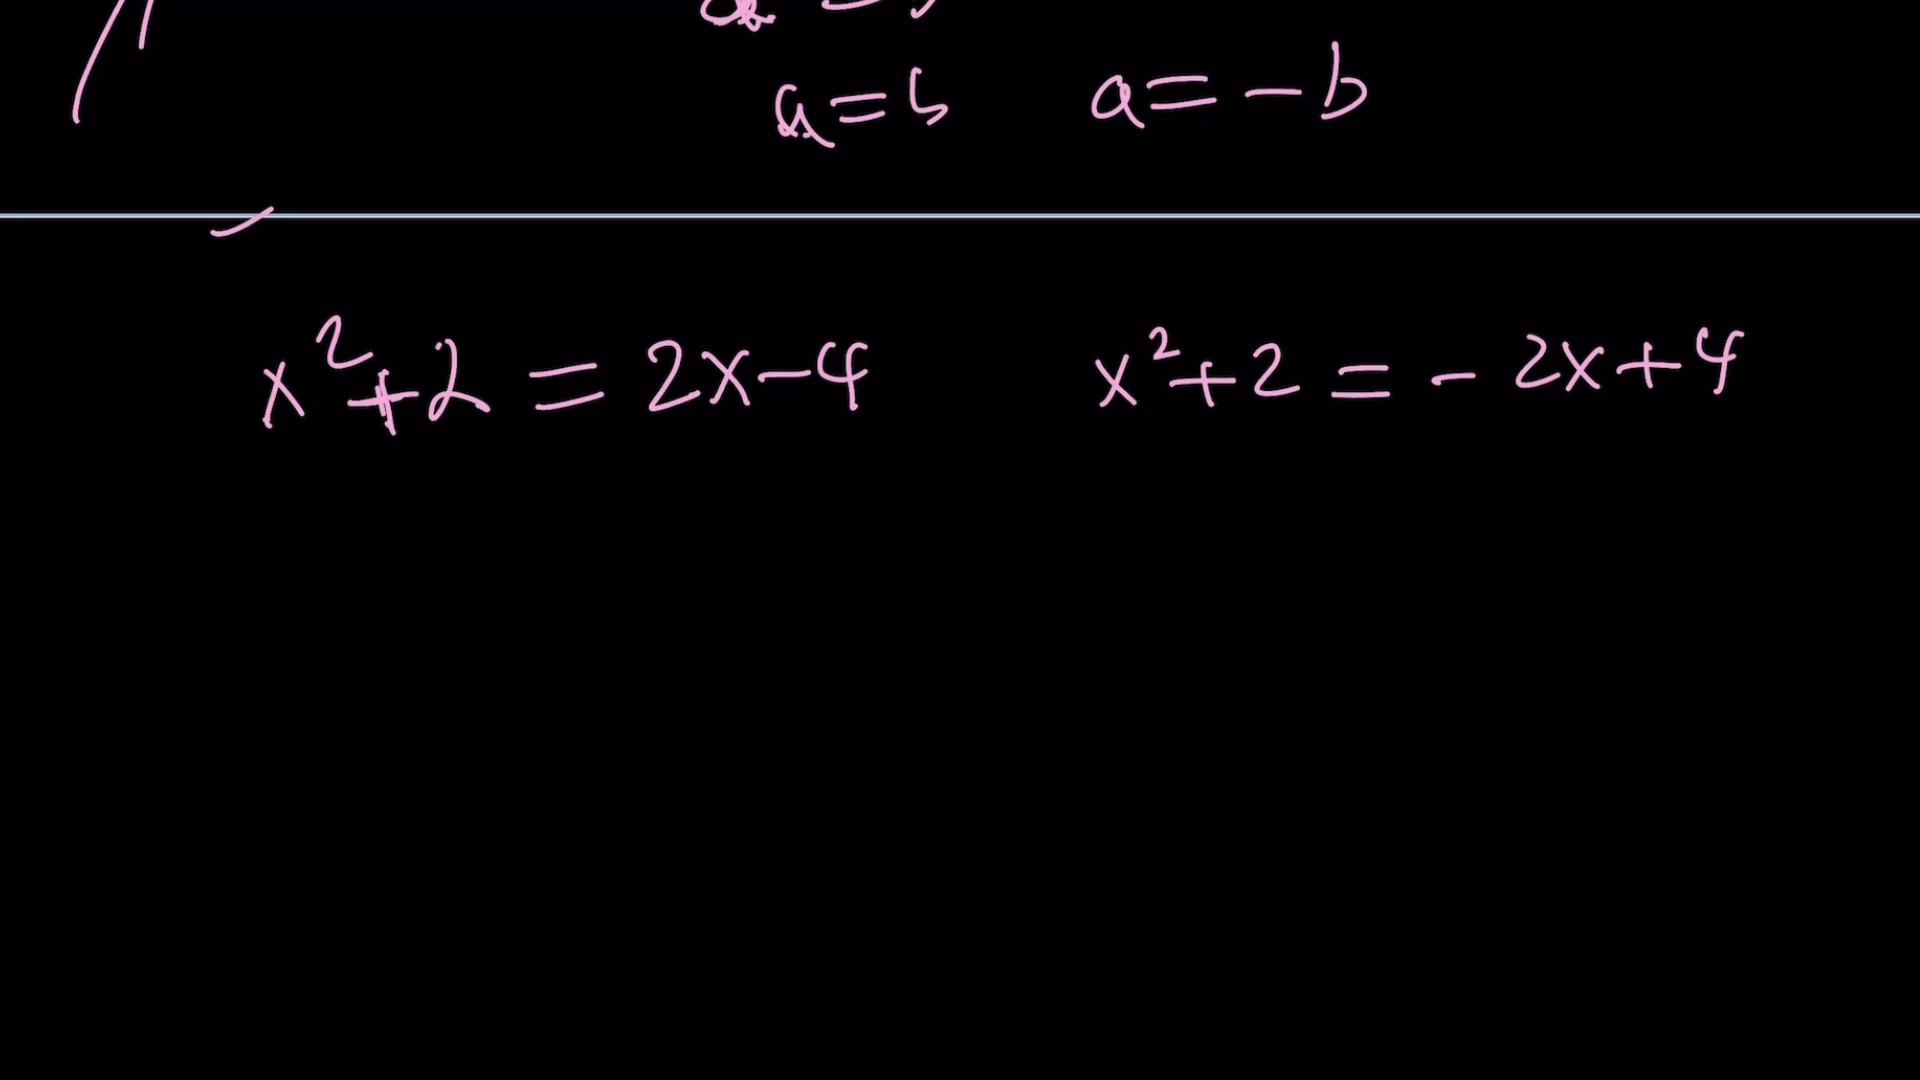 a = b a = -b
x² + 2 = 2x - 4 x² + 2 = - 2x + 4